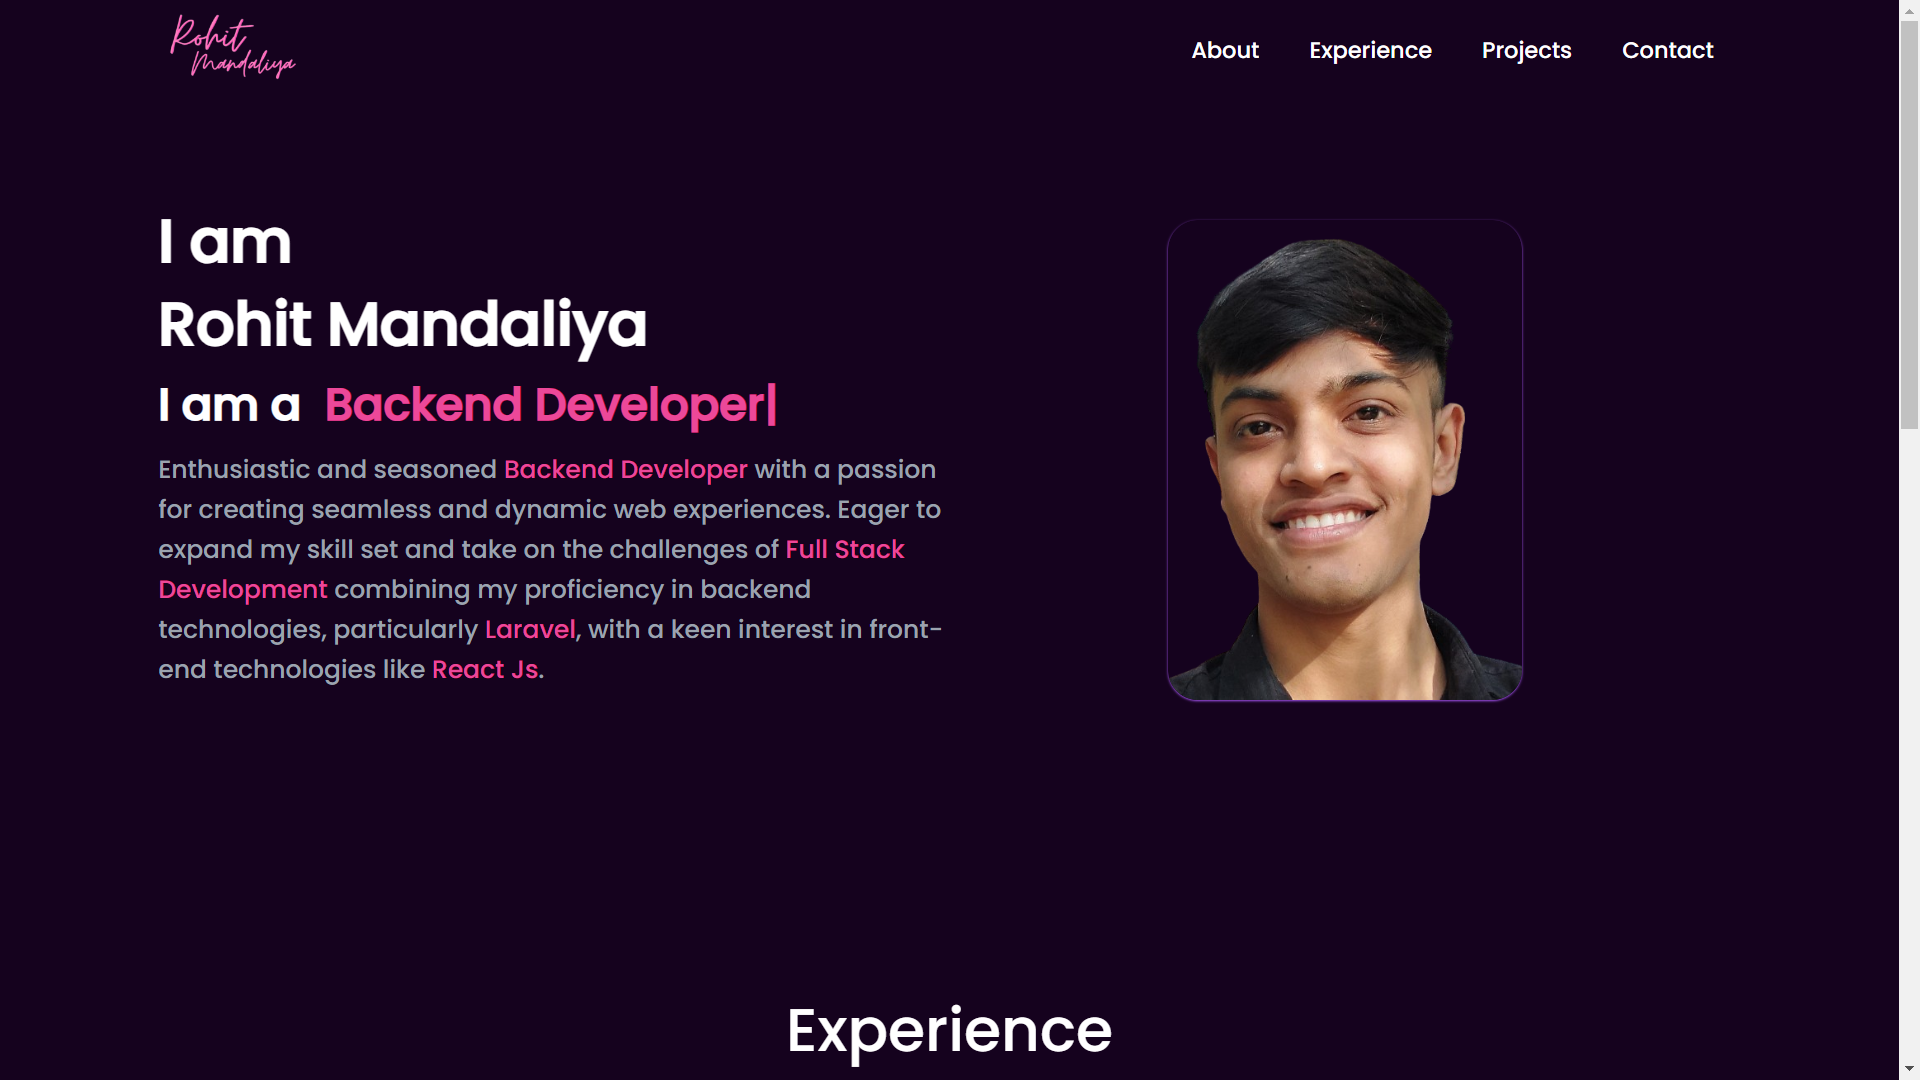 Rohit
Mandaliya
About Experience Projects Contact
I am
Rohit Mandaliya
I am a Backend Developer|
Enthusiastic and seasoned Backend Developer with a passion
for creating seamless and dynamic web experiences. Eager to
expand my skill set and take on the challenges of Full Stack
Development combining my proficiency in backend
technologies, particularly Laravel, with a keen interest in front-
end technologies like React Js.
Experience